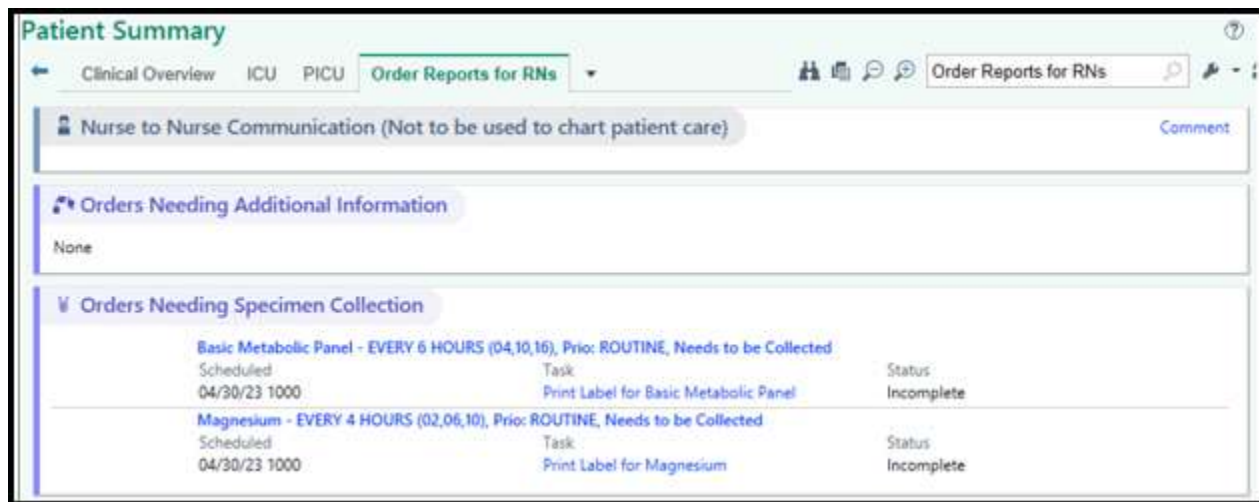 Patient Summary
Clinical Overview ICU PICU Order Reports for RNs Order Reports for RNs
Nurse to Nurse Communication (Not to be used to chart patient care) Comment
Orders Needing Additional Information
None
Orders Needing Specimen Collection
Basic Metabolic Panel - EVERY 6 HOURS (04,10,16), Prio: ROUTINE, Needs to be Collected
Scheduled Task Status
04/30/23 1000 Print Label for Basic Metabolic Panel Incomplete
Magnesium - EVERY 4 HOURS (02,06,10), Prio: ROUTINE, Needs to be Collected
Scheduled Task Status
04/30/23 1000 Print Label for Magnesium Incomplete